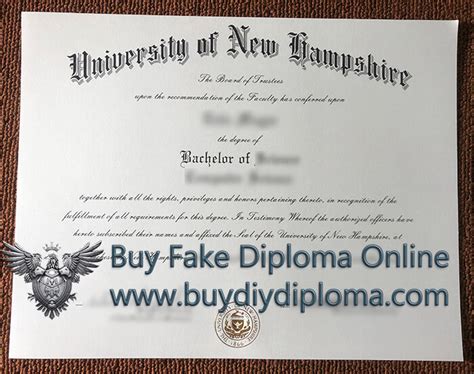 University of New Hampshire
The Board of Trustees
upon the recommendation of the Faculty has conferred upon
the degree of
Bachelor of
together with all the rights, privileges and honors pertaining thereto, in recognition of the
fulfillment of all requirements for this degree. In Testimony Whereof the authorized officers have
hereto subscribed their names and affixed the Seal of the University of New Hampshire, at
Buy Fake Diploma Online
www.buydiydiploma.com